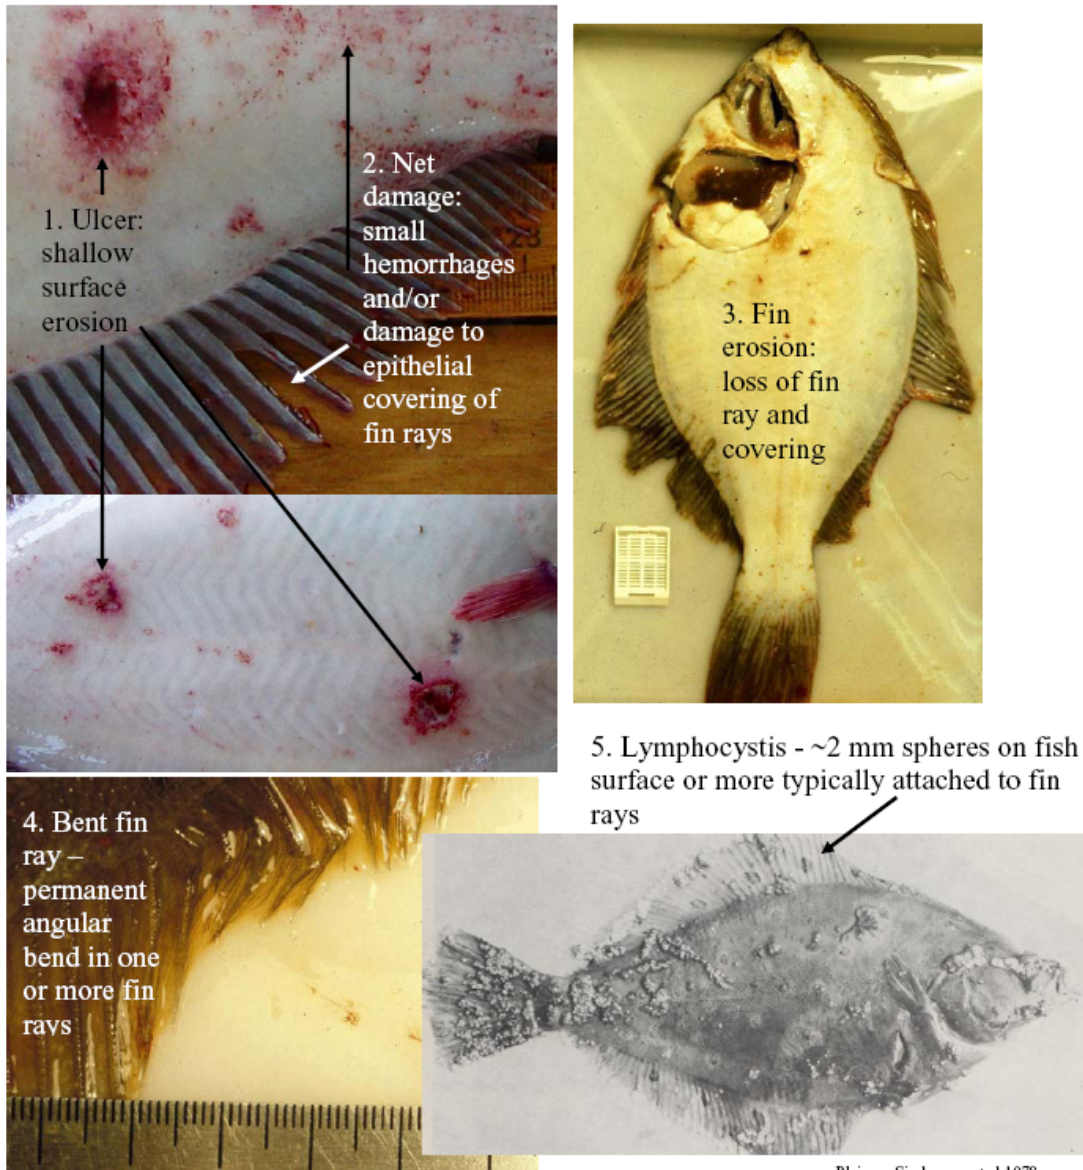 1. Ulcer:
shallow
surface
erosion
2. Net
damage:
small
hemorrhages
and/or
damage to
epithelial
covering of
fin rays
23
3. Fin
erosion:
loss of fin
ray and
covering
4. Bent fin
ray –
permanent
angular
bend in one
or more fin
rays
5. Lymphocystis - ~2 mm spheres on fish
surface or more typically attached to fin
rays